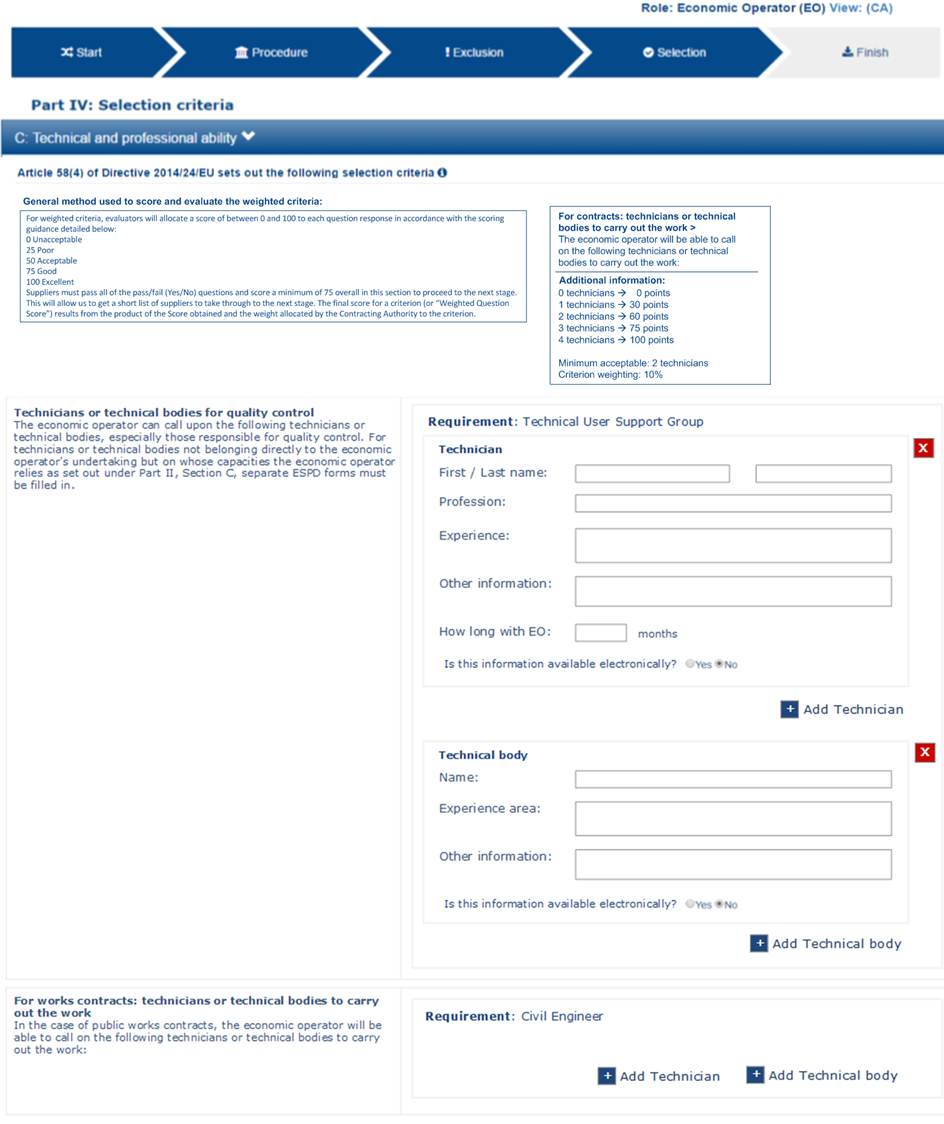 Role: Economic Operator (EO) View: (CA)
Start
Procedure
Exclusion
Selection
Finish
Part IV: Selection criteria
C: Technical and professional ability
Article 58(4) of Directive 2014/24/EU sets out the following selection criteria
General method used to score and evaluate the weighted criteria:
For weighted criteria, evaluators will allocate a score of between 0 and 100 to each question response in accordance with the scoring
guidance detailed below:
0 Unacceptable
25 Poor
50 Acceptable
75 Good
100 Excellent
Suppliers must pass all of the pass/fail (Yes/No) questions and score a minimum of 75 overall in this section to proceed to the next stage.
This will allow us to get a short list of suppliers to take through to the next stage. The final score for a criterion (or "Weighted Question
Score") results from the product of the Score obtained and the weight allocated by the Contracting Authority to the criterion.
For contracts: technicians or technical
bodies to carry out the work >
The economic operator will be able to call
on the following technicians or technical
bodies to carry out the work:
Additional information:
0 technicians → 0 points
1 technicians → 30 points
2 technicians → 60 points
3 technicians → 75 points
4 technicians → 100 points
Minimum acceptable: 2 technicians
Criterion weighting: 10%
Technicians or technical bodies for quality control
The economic operator can call upon the following technicians or
technical bodies, especially those responsible for quality control. For
technicians or technical bodies not belonging directly to the economic
operator's undertaking but on whose capacities the economic operator
relies as set out under Part II, Section C, separate ESPD forms must
be filled in.
Requirement: Technical User Support Group
X
Technician
First / Last name:
Profession:
Experience:
Other information:
How long with EO: months
Is this information available electronically? Yes No
+ Add Technician
X
Technical body
Name:
Experience area:
Other information:
Is this information available electronically? Yes No
+ Add Technical body
For works contracts: technicians or technical bodies to carry
out the work
In the case of public works contracts, the economic operator will be
able to call on the following technicians or technical bodies to carry
out the work:
Requirement: Civil Engineer
+ Add Technician + Add Technical body